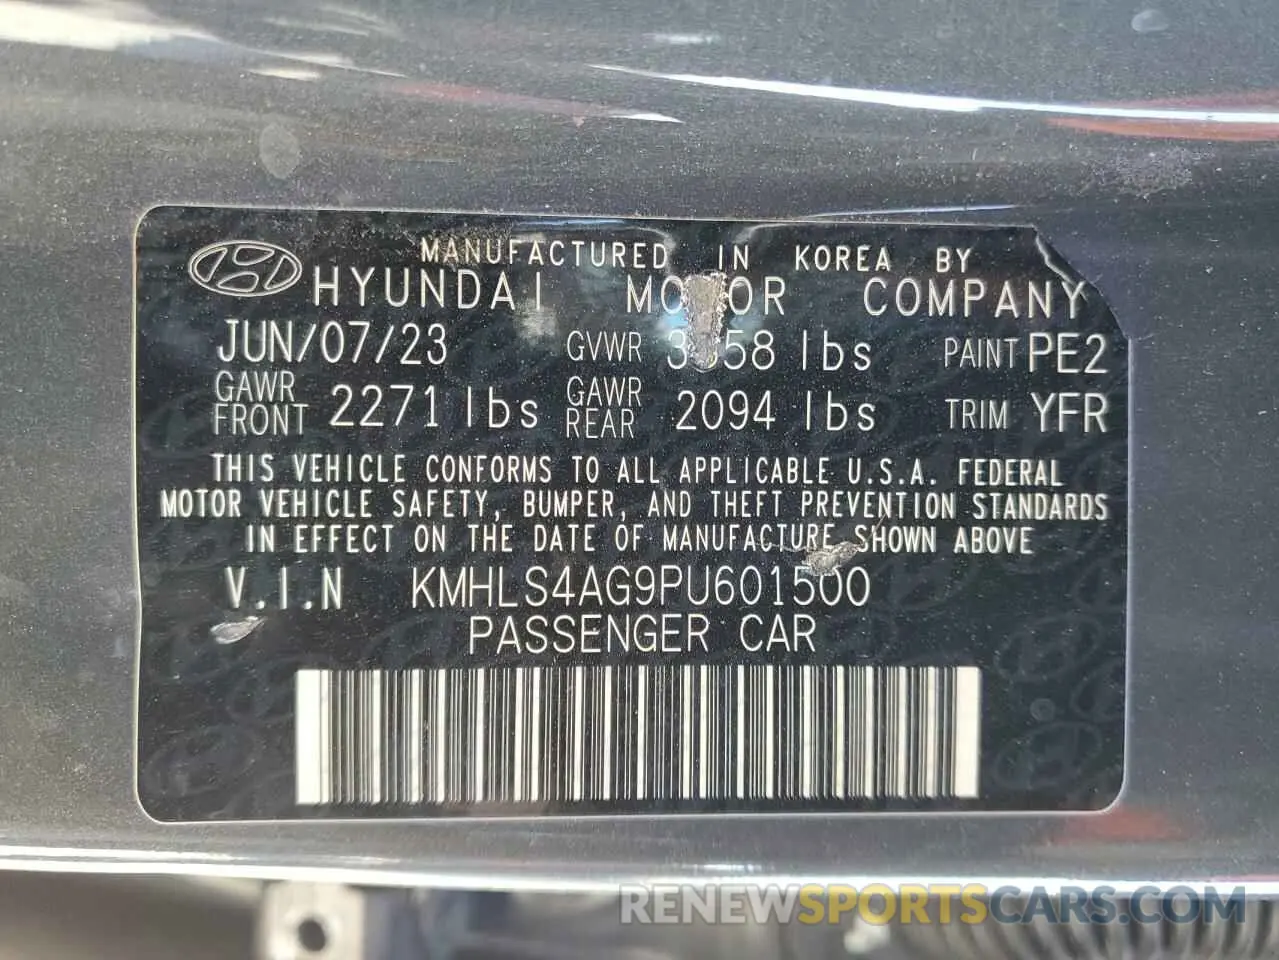 MANUFACTURED IN KOREA BY
HYUNDAI MOTOR COMPANY
JUN/07/23 GVWR lbs PAINT PE2
GAWR FRONT 2271 lbs GAWR REAR 2094 lbs TRIM YFR
THIS VEHICLE CONFORMS TO ALL APPLICABLE U.S.A. FEDERAL
MOTOR VEHICLE SAFETY, BUMPER, AND THEFT PREVENTION STANDARDS
IN EFFECT ON THE DATE OF MANUFACTURE SHOWN ABOVE
V.I.N KMHLS4AG9PU601500
PASSENGER CAR
RENEWSPORTSCARS.COM